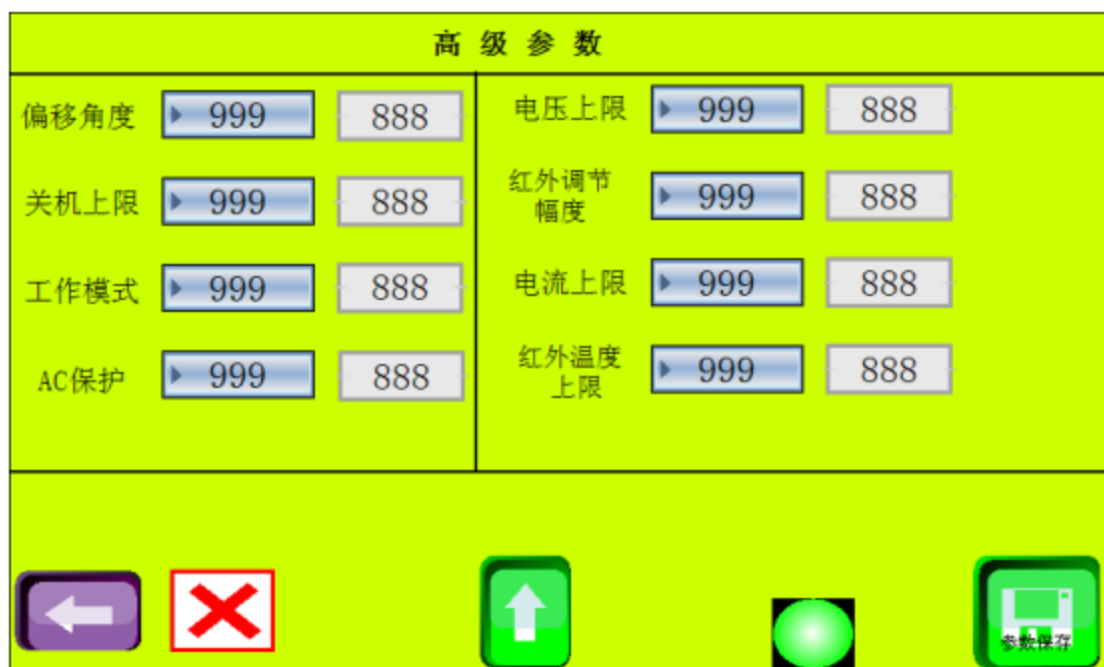 高级参数
偏移角度 999 888
关机上限 999 888
工作模式 999 888
AC保护 999 888
电压上限 999 888
红外调节
幅度 999 888
电流上限 999 888
红外温度
上限 999 888
参数保存